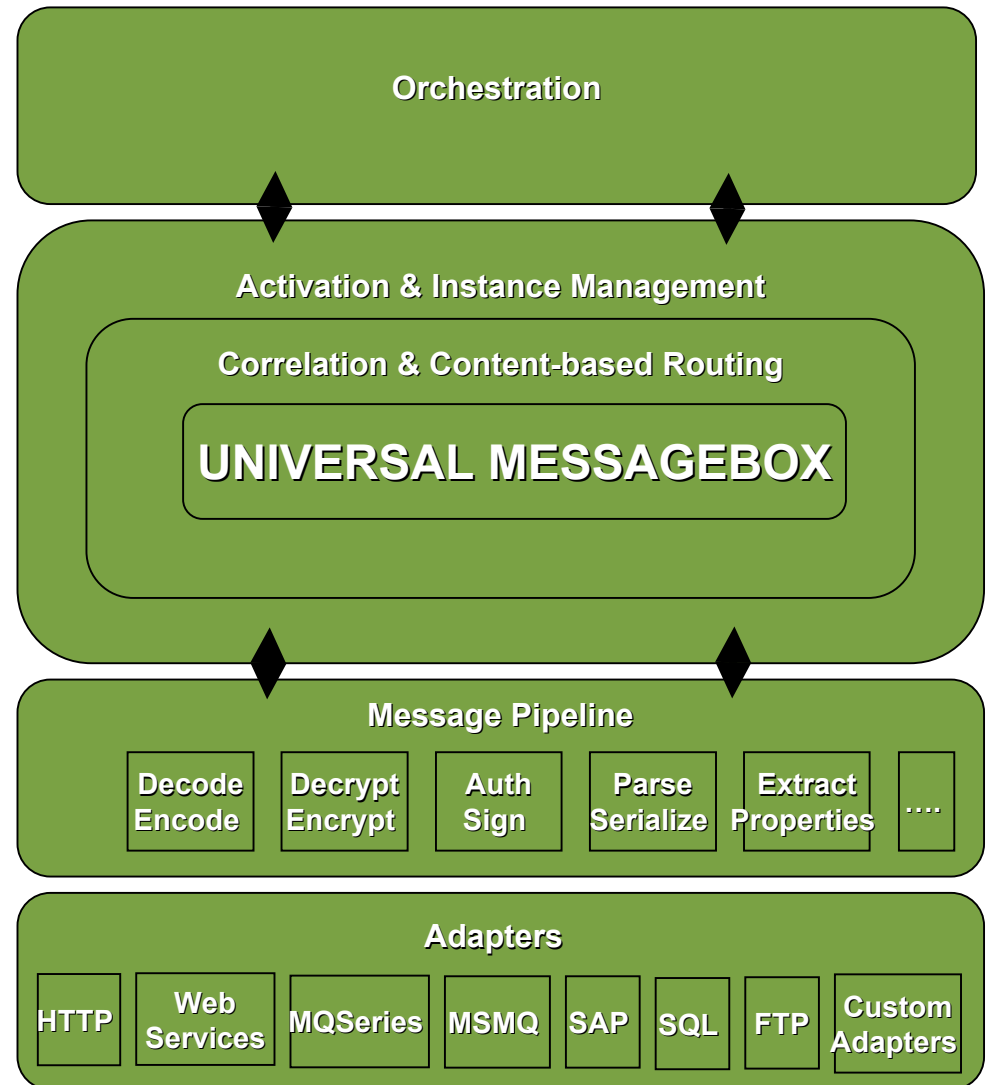 Orchestration
Activation & Instance Management
Correlation & Content-based Routing
UNIVERSAL MESSAGEBOX
Message Pipeline
Decode
Encode
Decrypt
Encrypt
Auth
Sign
Parse
Serialize
Extract
Properties
....
Adapters
HTTP
Web
Services
MQSeries
MSMQ
SAP
SQL
FTP
Custom
Adapters